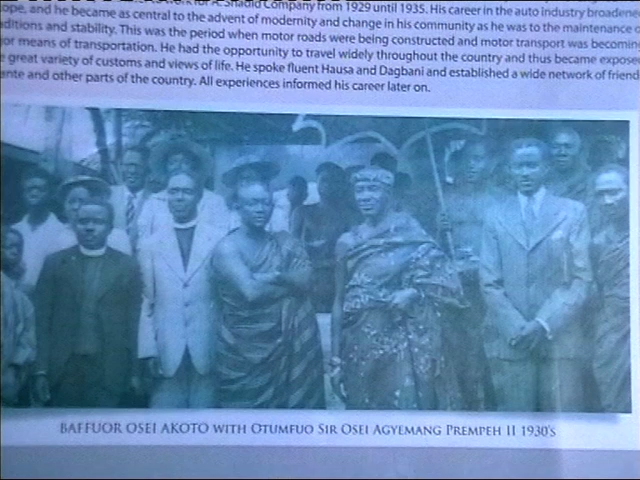 for A. Shadid Company from 1929 until 1935. His career in the auto industry broadene
ope, and he became as central to the advent of modernity and change in his community as he was to the maintenance o
ditions and stability. This was the period when motor roads were being constructed and motor transport was becomin
jor means of transportation. He had the opportunity to travel widely throughout the country and thus became expose
e great variety of customs and views of life. He spoke fluent Hausa and Dagbani and established a wide network of friend
ante and other parts of the country. All experiences informed his career later on.
BAFFUOR OSEI AKOTO WITH OTUMFUO SIR OSEI AGYEMANG PREMPEH II 1930'S